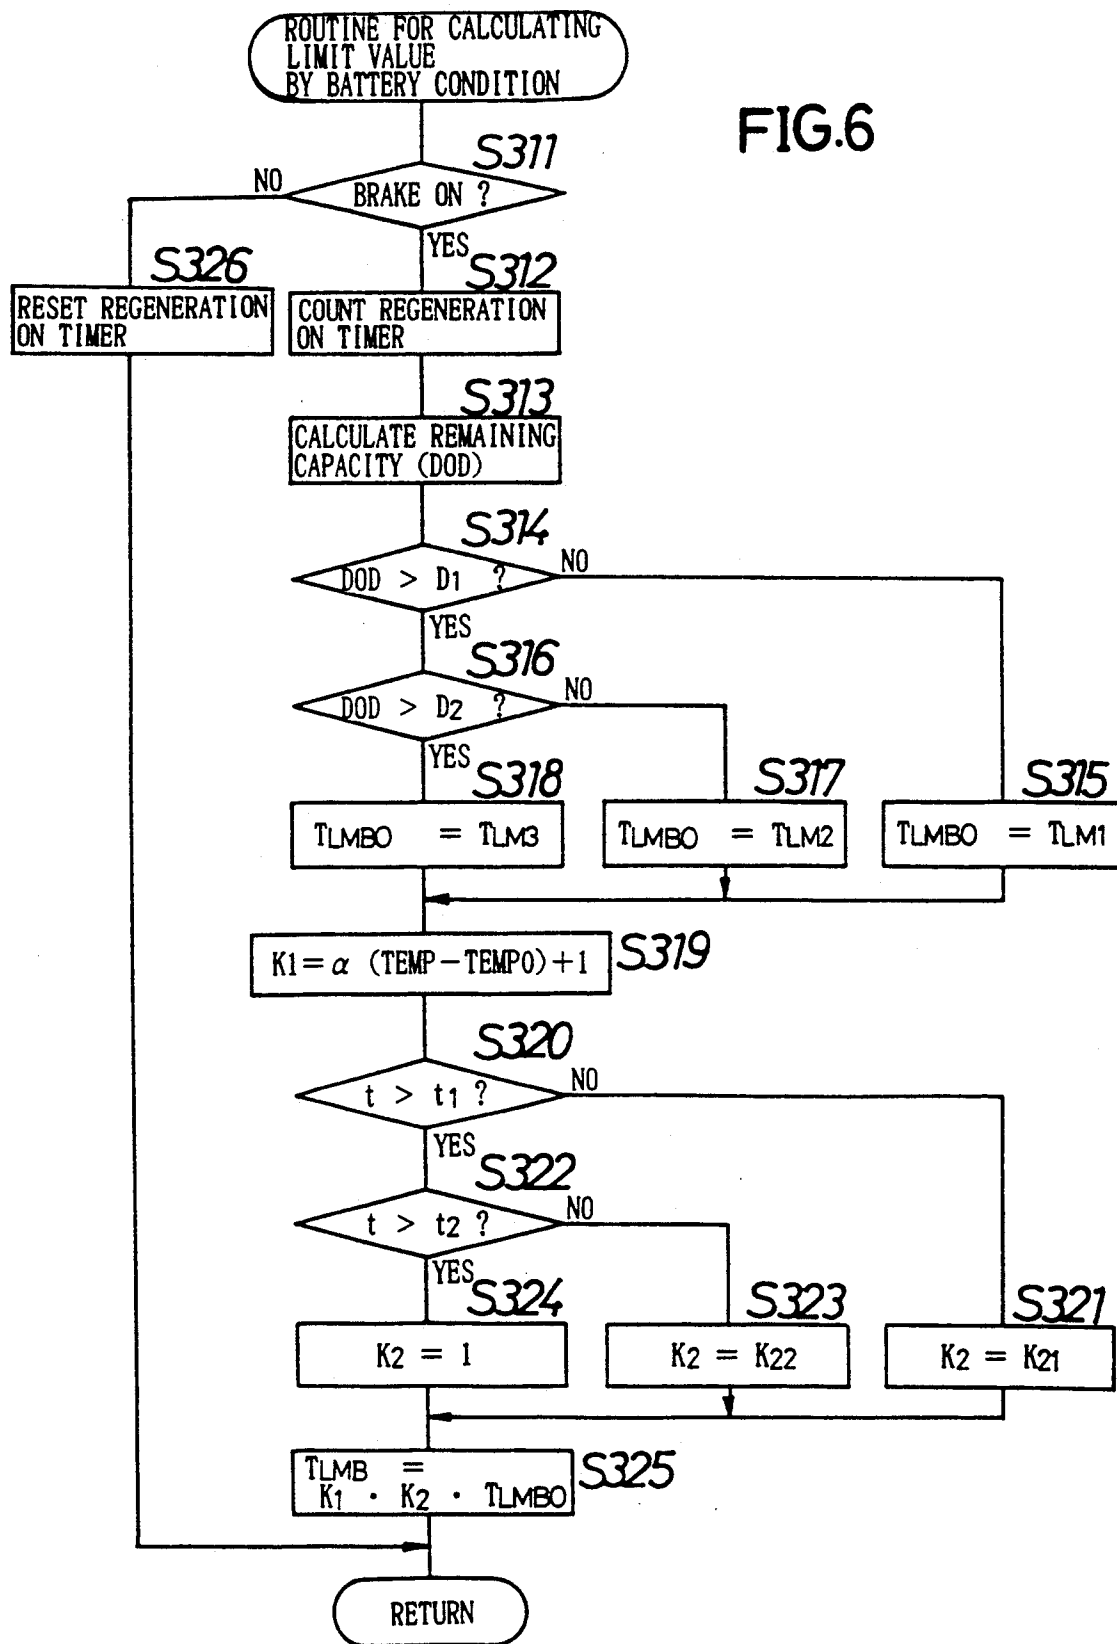 ROUTINE FOR CALCULATING
LIMIT VALUE
BY BATTERY CONDITION
FIG.6
S311
NO
BRAKE ON ?
YES
S326
S312
RESET REGENERATION
ON TIMER
COUNT REGENERATION
ON TIMER
S313
CALCULATE REMAINING
CAPACITY (DOD)
S314
NO
DOD > D1 ?
YES
S316
NO
DOD > D2 ?
YES
S318
S317
S315
TLMBO = TLM3
TLMBO = TLM2
TLMBO = TLM1
K1=α (TEMP-TEMPO)+1
S319
S320
NO
t > t1 ?
YES
S322
NO
t > t2 ?
YES
S324
S323
S321
K2 = 1
K2 = K22
K2 = K21
TLMB =
K1 · K2 · TLMBO
S325
RETURN